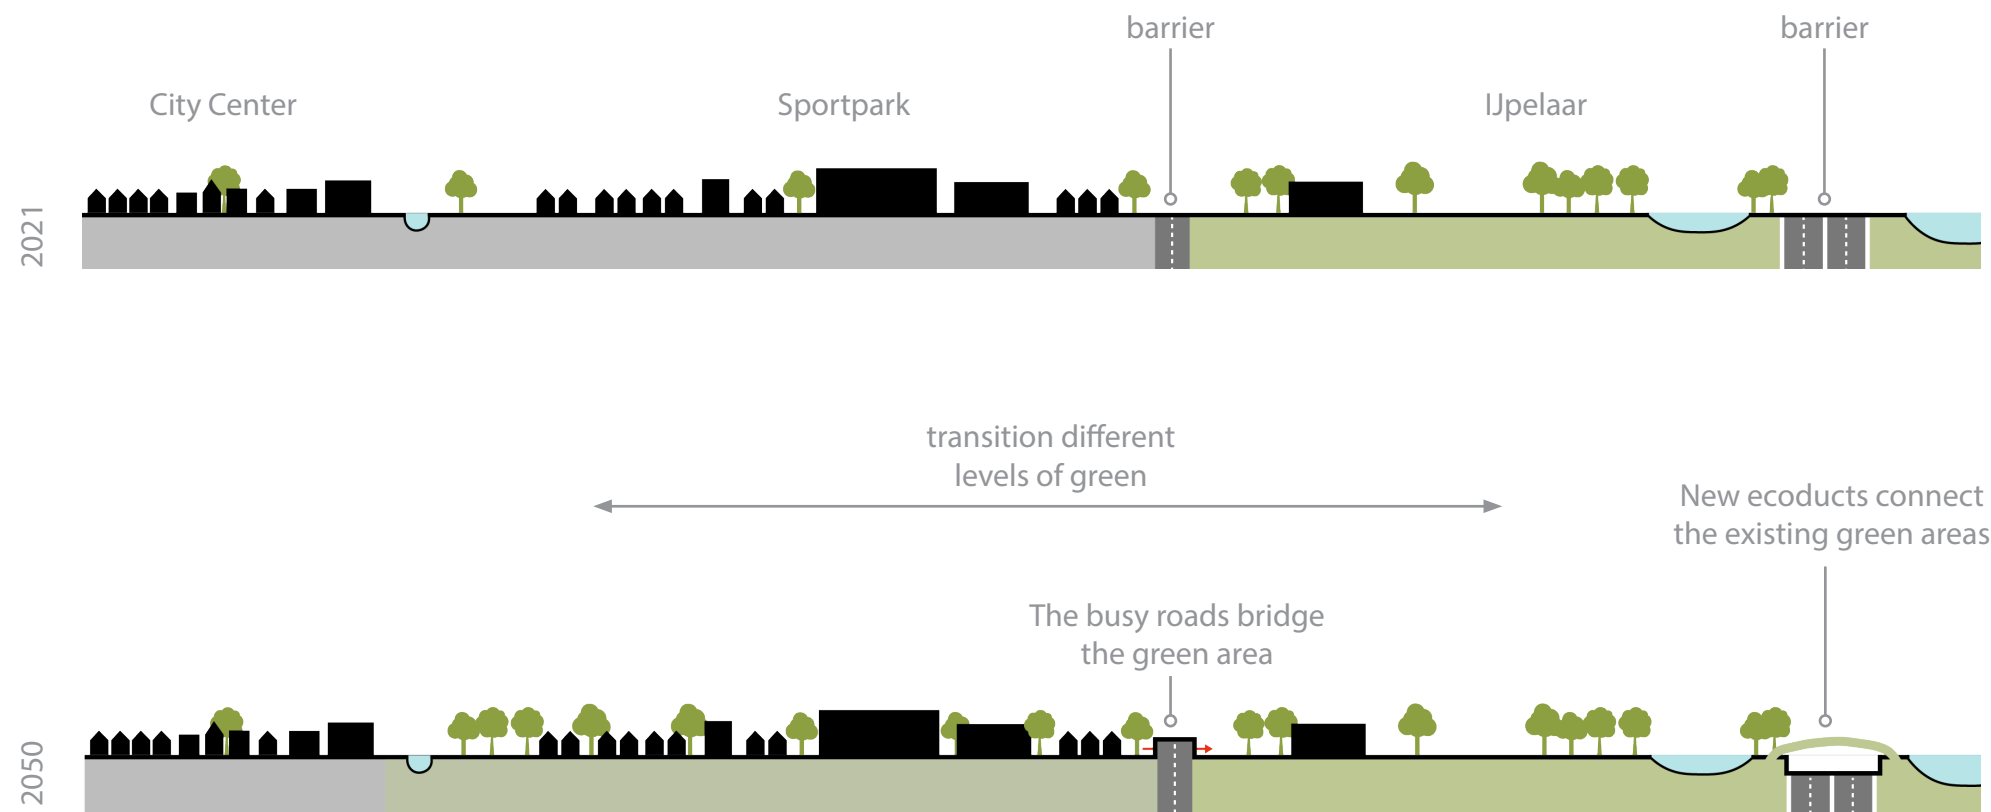 barrier
barrier
City Center
Sportpark
IJpelaar
2021
transition different
levels of green
New ecoducts connect
the existing green areas
The busy roads bridge
the green area
2050